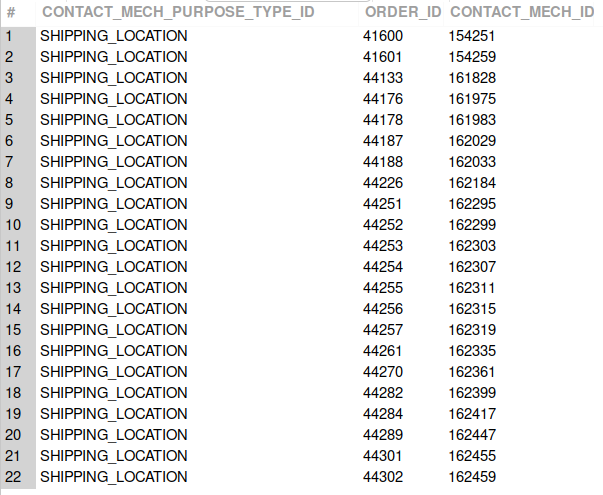 # CONTACT_MECH_PURPOSE_TYPE_ID ORDER_ID CONTACT_MECH_ID
1 SHIPPING_LOCATION 41600 154251
2 SHIPPING_LOCATION 41601 154259
3 SHIPPING_LOCATION 44133 161828
4 SHIPPING_LOCATION 44176 161975
5 SHIPPING_LOCATION 44178 161983
6 SHIPPING_LOCATION 44187 162029
7 SHIPPING_LOCATION 44188 162033
8 SHIPPING_LOCATION 44226 162184
9 SHIPPING_LOCATION 44251 162295
10 SHIPPING_LOCATION 44252 162299
11 SHIPPING_LOCATION 44253 162303
12 SHIPPING_LOCATION 44254 162307
13 SHIPPING_LOCATION 44255 162311
14 SHIPPING_LOCATION 44256 162315
15 SHIPPING_LOCATION 44257 162319
16 SHIPPING_LOCATION 44261 162335
17 SHIPPING_LOCATION 44270 162361
18 SHIPPING_LOCATION 44282 162399
19 SHIPPING_LOCATION 44284 162417
20 SHIPPING_LOCATION 44289 162447
21 SHIPPING_LOCATION 44301 162455
22 SHIPPING_LOCATION 44302 162459